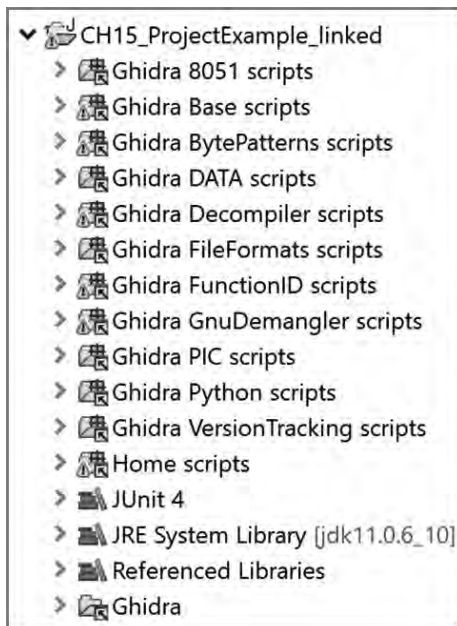 CH15_ProjectExample_linked
Ghidra 8051 scripts
Ghidra Base scripts
Ghidra BytePatterns scripts
Ghidra DATA scripts
Ghidra Decompiler scripts
Ghidra FileFormats scripts
Ghidra FunctionID scripts
Ghidra GnuDemangler scripts
Ghidra PIC scripts
Ghidra Python scripts
Ghidra VersionTracking scripts
Home scripts
JUnit 4
JRE System Library [jdk11.0.6_10]
Referenced Libraries
Ghidra